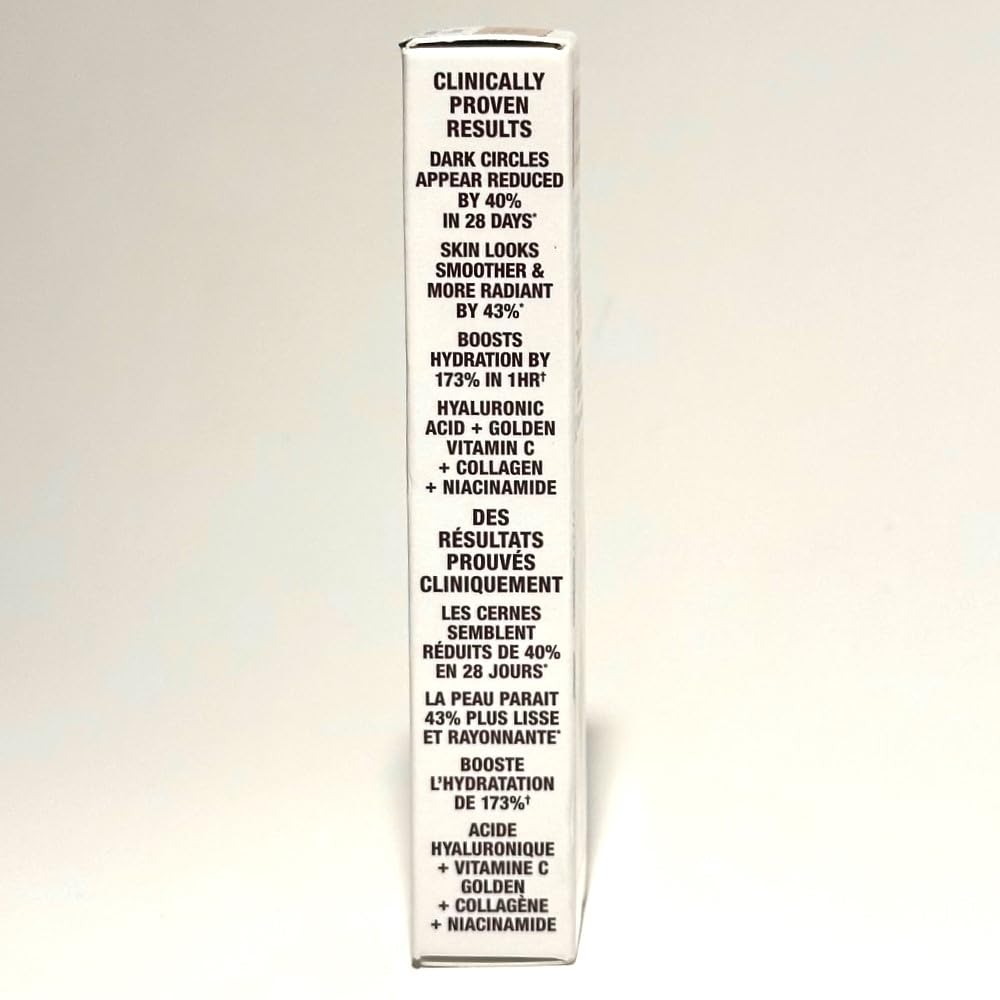 CLINICALLY
PROVEN
RESULTS
DARK CIRCLES
APPEAR REDUCED
BY 40%
IN 28 DAYS*
SKIN LOOKS
SMOOTHER &
MORE RADIANT
BY 43%*
BOOSTS
HYDRATION BY
173% IN 1HR†
HYALURONIC
ACID + GOLDEN
VITAMIN C
+ COLLAGEN
+ NIACINAMIDE
DES
RÉSULTATS
PROUVÉS
CLINIQUEMENT
LES CERNES
SEMBLENT
RÉDUITS DE 40%
EN 28 JOURS*
LA PEAU PARAIT
43% PLUS LISSE
ET RAYONNANTE*
BOOSTE
L'HYDRATATION
DE 173%†
ACIDE
HYALURONIQUE
+ VITAMINE C
GOLDEN
+ COLLAGÈNE
+ NIACINAMIDE